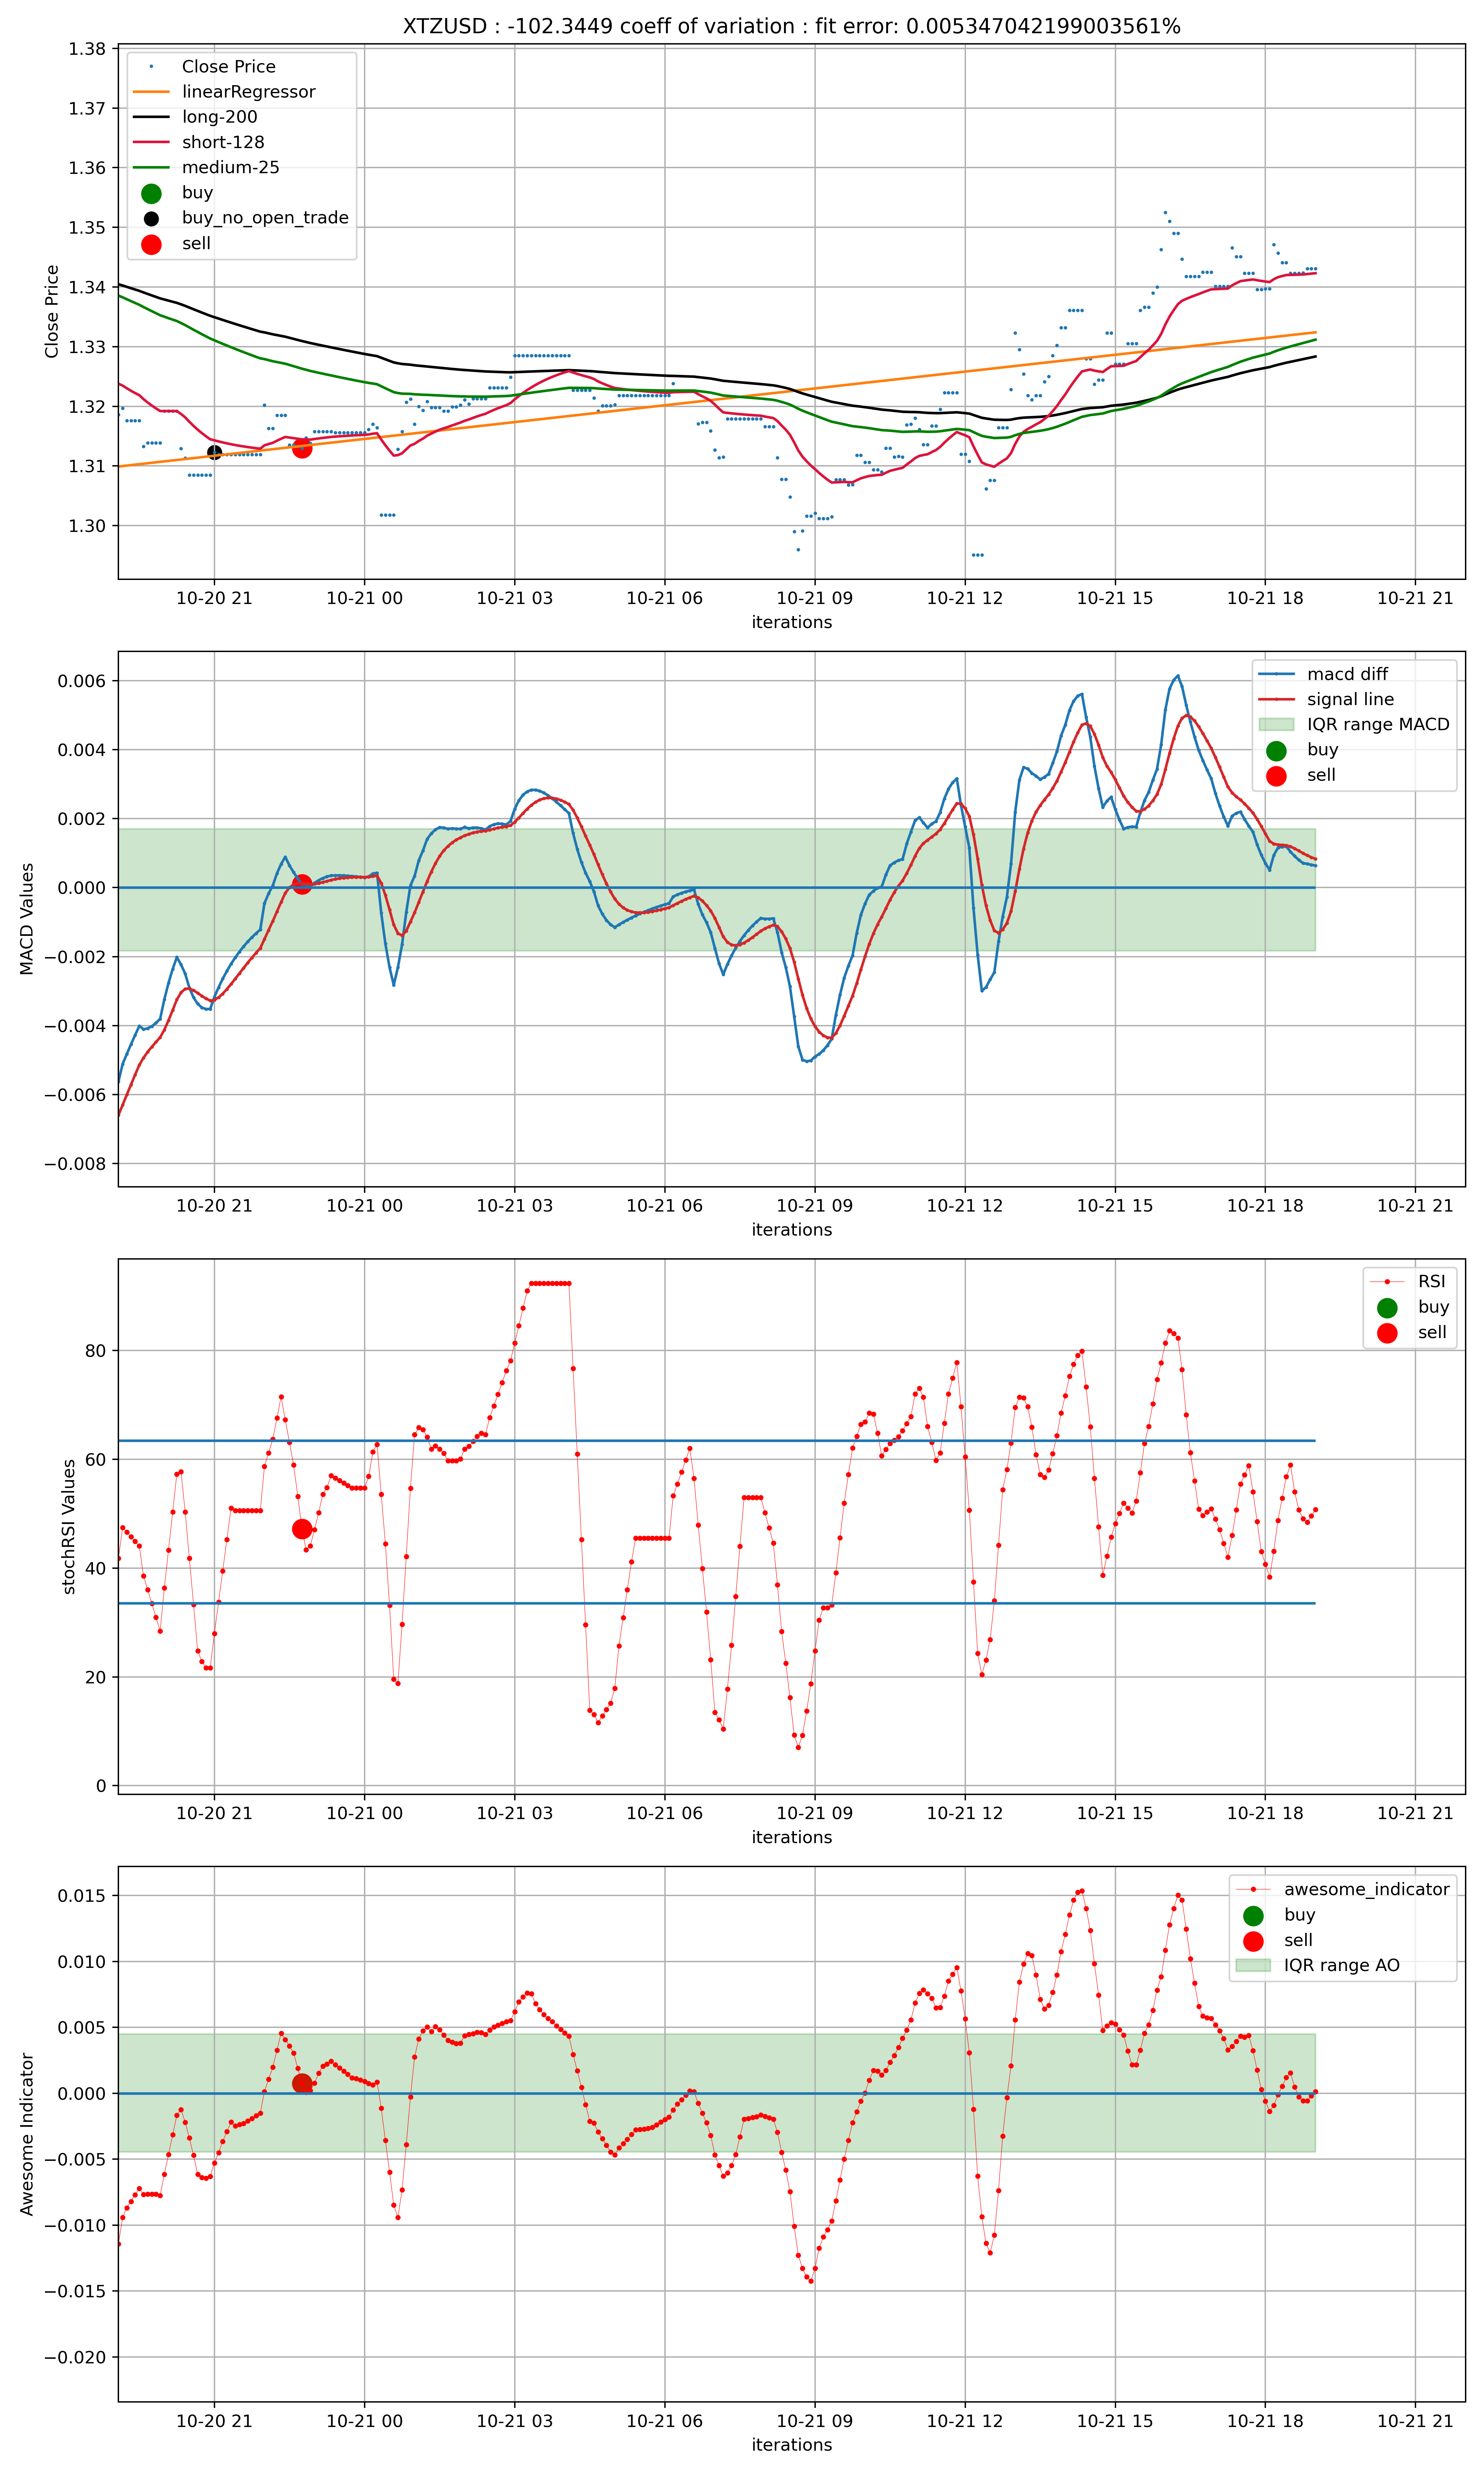 XTZUSD : -102.3449 coeff of variation : fit error: 0.005347042199003561%
1.38
1.37
1.36
1.35
1.34
1.33
1.32
1.31
1.30
Close Price
Close Price
linearRegressor
long-200
short-128
medium-25
buy
buy_no_open_trade
sell
10-20 21
10-21 00
10-21 03
10-21 06
10-21 09
10-21 12
10-21 15
10-21 18
10-21 21
iterations
0.006
0.004
0.002
0.000
−0.002
−0.004
−0.006
−0.008
MACD Values
macd diff
signal line
IQR range MACD
buy
sell
10-20 21
10-21 00
10-21 03
10-21 06
10-21 09
10-21 12
10-21 15
10-21 18
10-21 21
iterations
80
60
40
20
0
stochRSI Values
RSI
buy
sell
10-20 21
10-21 00
10-21 03
10-21 06
10-21 09
10-21 12
10-21 15
10-21 18
10-21 21
iterations
0.015
0.010
0.005
0.000
−0.005
−0.010
−0.015
−0.020
Awesome Indicator
awesome_indicator
buy
sell
IQR range AO
10-20 21
10-21 00
10-21 03
10-21 06
10-21 09
10-21 12
10-21 15
10-21 18
10-21 21
iterations